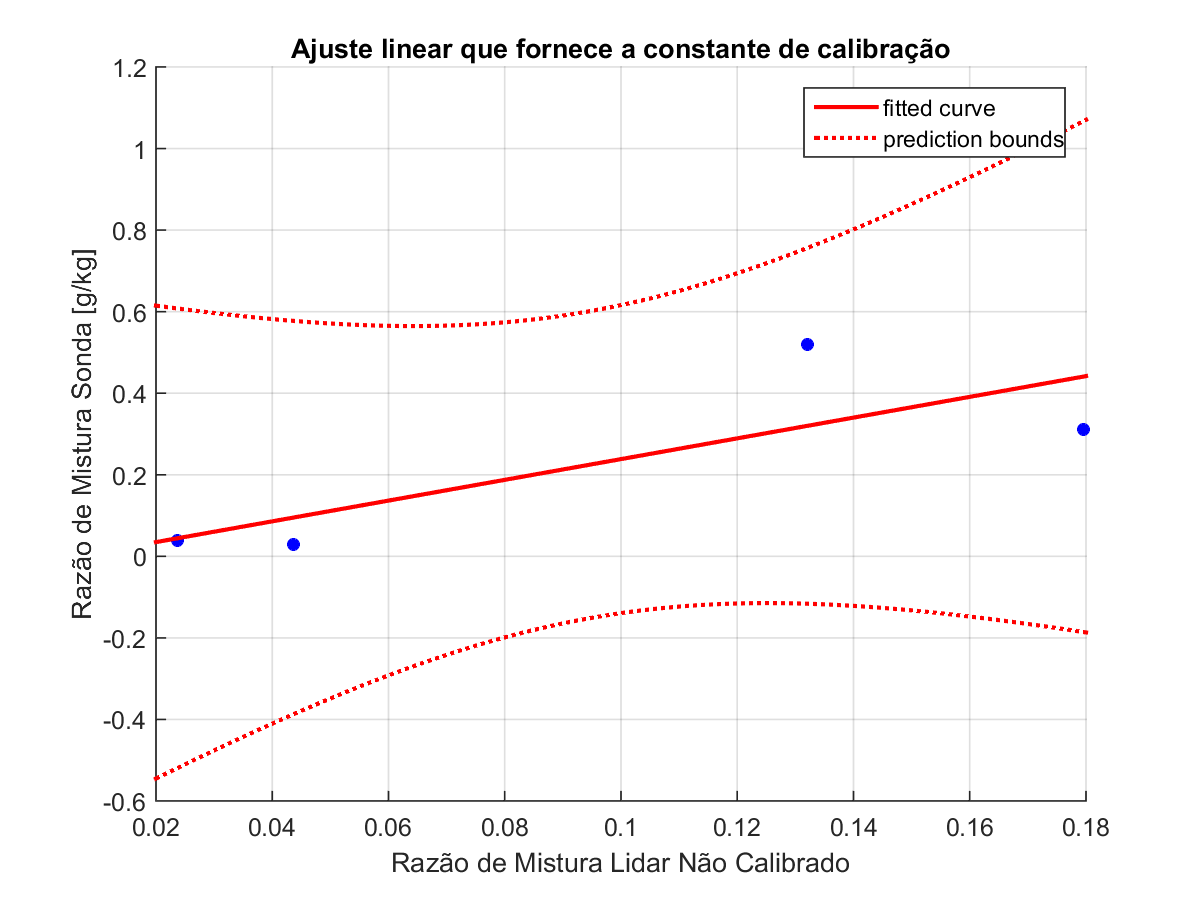 Ajuste linear que fornece a constante de calibração
fitted curve
prediction bounds
1.2
1
0.8
0.6
0.4
0.2
0
-0.2
-0.4
-0.6
Razão de Mistura Sonda [g/kg]
0.02 0.04 0.06 0.08 0.1 0.12 0.14 0.16 0.18
Razão de Mistura Lidar Não Calibrado